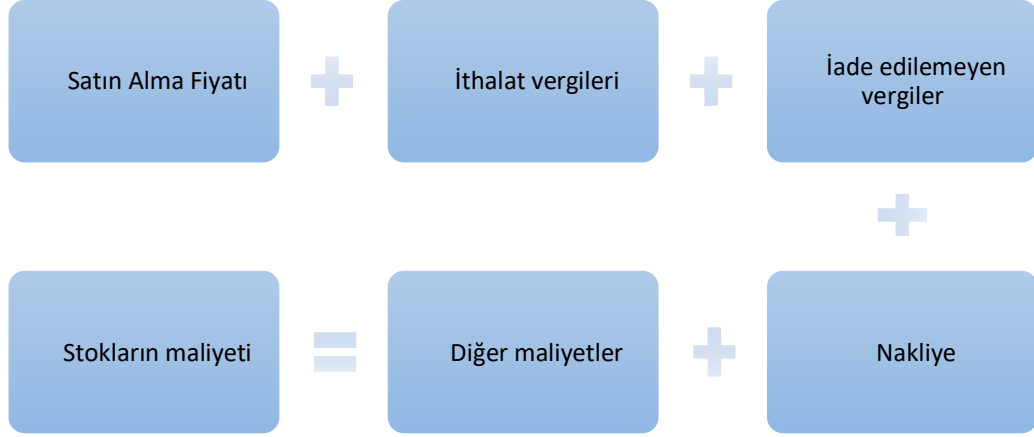 Satın Alma Fiyatı
İthalat vergileri
İade edilemeyen
vergiler
Stokların maliyeti
Diğer maliyetler
Nakliye